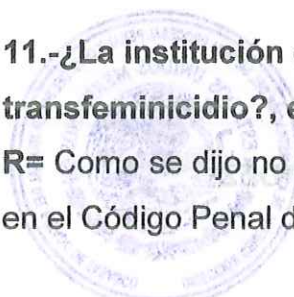 11.-¿La institución
transfeminicidio?, e
R= Como se dijo no
en el Código Penal d